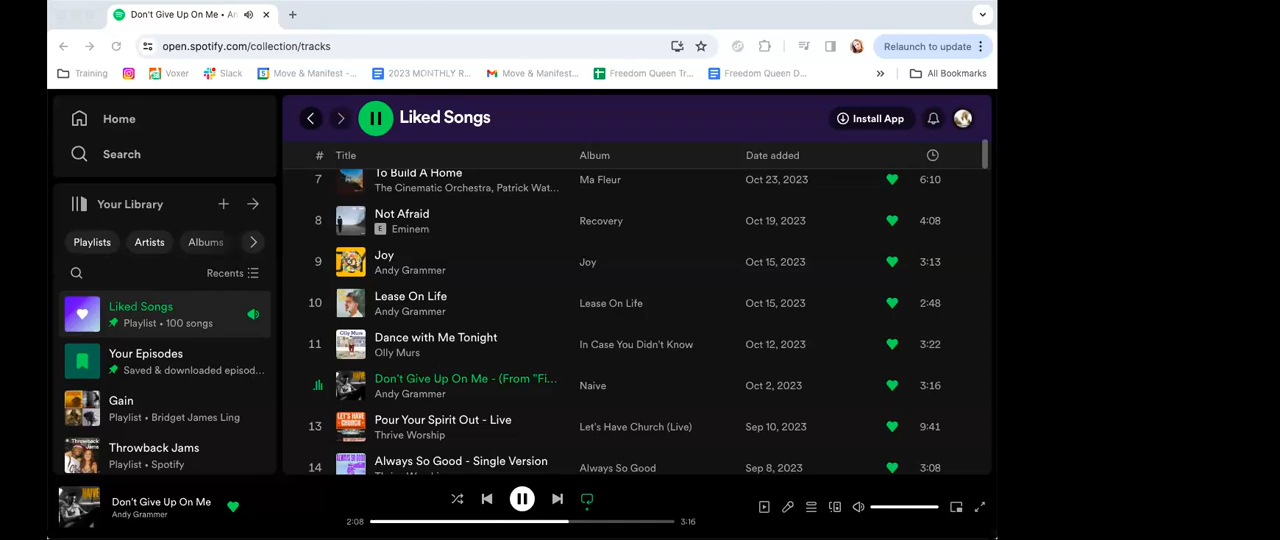 Don't Give Up On Me • An
open.spotify.com/collection/tracks
Relaunch to update
Training
Voxer
Slack
Move & Manifest -...
2023 MONTHLY R...
Move & Manifest...
Freedom Queen Tr...
Freedom Queen D...
All Bookmarks
Home
Search
Your Library
Playlists
Artists
Albums
Recents
Liked Songs
Playlist • 100 songs
Your Episodes
Saved & downloaded episod...
Gain
Playlist • Bridget James Ling
Throwback Jams
Playlist • Spotify
Liked Songs
Install App
# Title Album Date added
7 To Build A Home Ma Fleur Oct 23, 2023 6:10
The Cinematic Orchestra, Patrick Wat...
8 Not Afraid Recovery Oct 19, 2023 4:08
E Eminem
9 Joy Joy Oct 15, 2023 3:13
Andy Grammer
10 Lease On Life Lease On Life Oct 15, 2023 2:48
Andy Grammer
11 Dance with Me Tonight In Case You Didn't Know Oct 12, 2023 3:22
Olly Murs
Don't Give Up On Me - (From "Fi... Naive Oct 2, 2023 3:16
Andy Grammer
13 Pour Your Spirit Out - Live Let's Have Church (Live) Sep 10, 2023 9:41
Thrive Worship
14 Always So Good - Single Version Always So Good Sep 8, 2023 3:08
Don't Give Up On Me
Andy Grammer
2:08 3:16